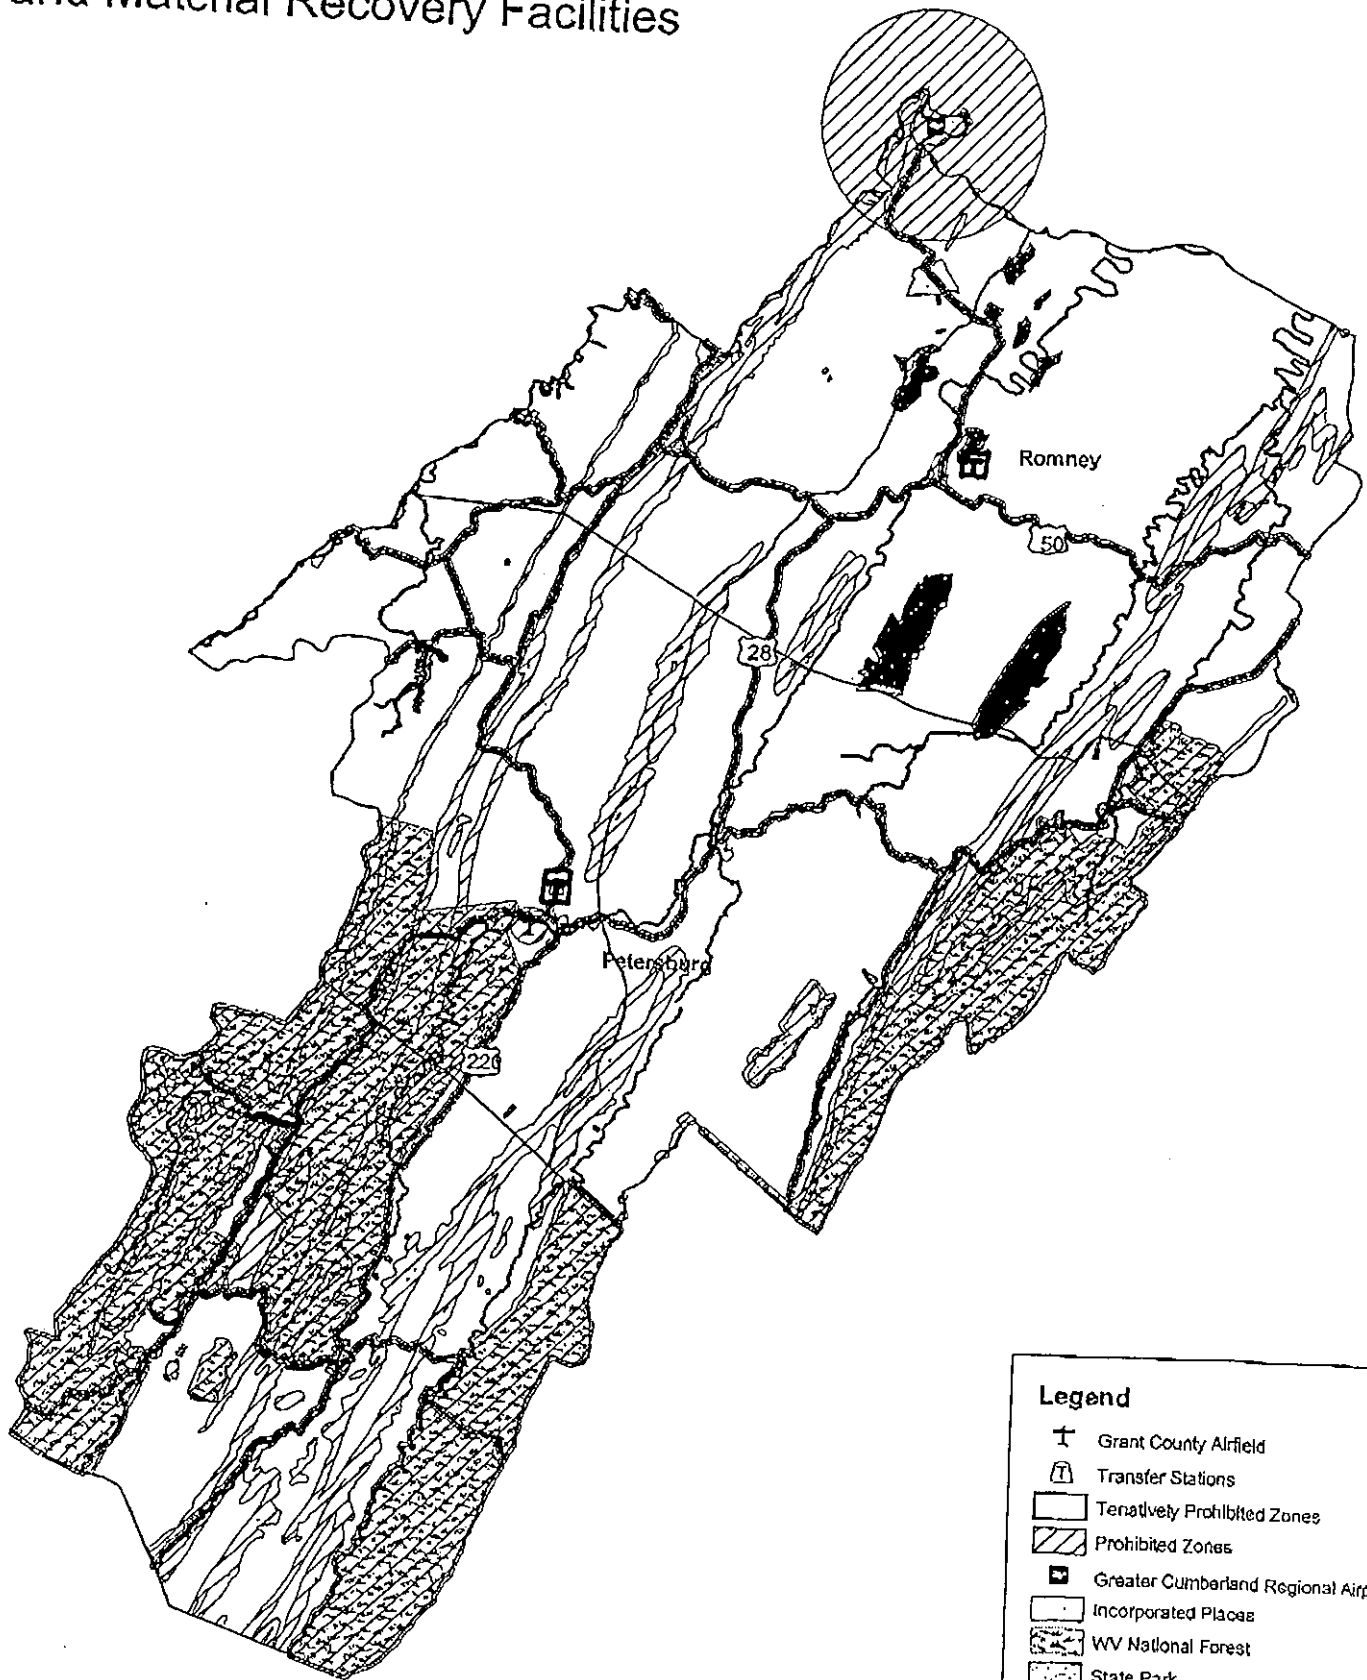 and Material Recovery Facilities
Romney
50
28
Petersburg
220
Legend
Grant County Airfield
T Transfer Stations
Tenatively Prohibited Zones
Prohibited Zones
Greater Cumberland Regional Airp
Incorporated Places
WV National Forest
State Park